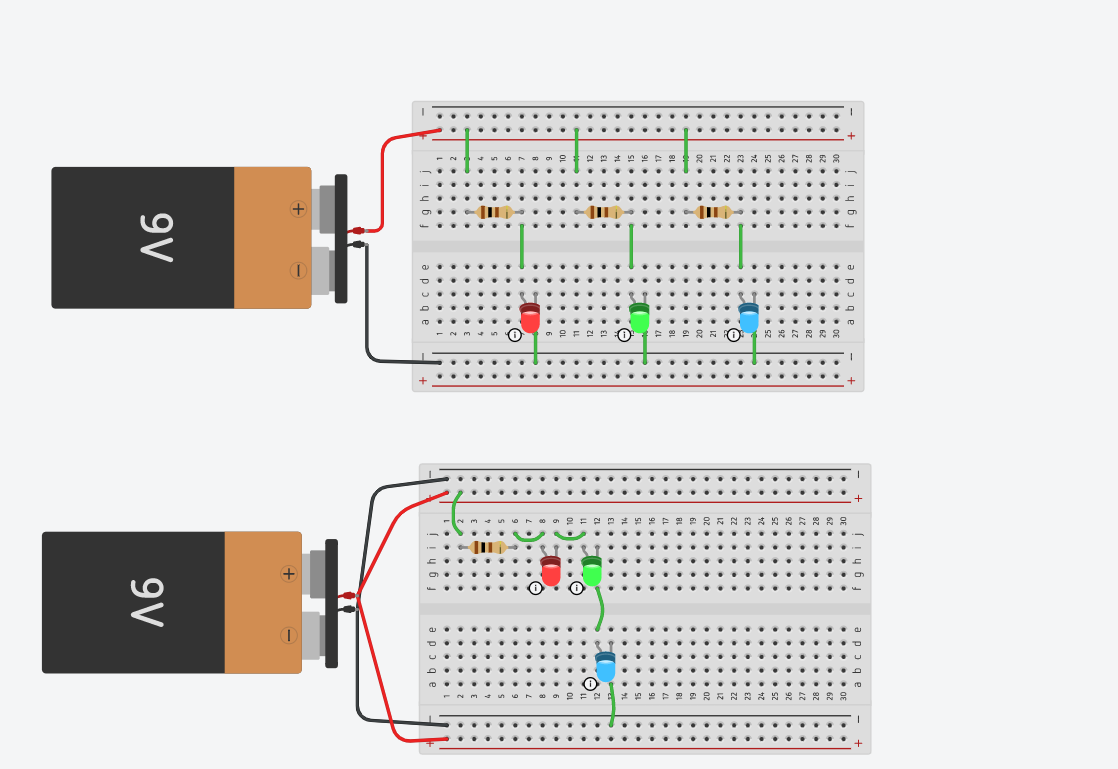 9V
+
−
− −
+ +
1 2 3 4 5 6 7 8 9 10 11 12 13 14 15 16 17 18 19 20 21 22 23 24 25 26 27 28 29 30
j j
i i
h h
g g
f f
e e
d d
c c
b b
a a
i i i
1 2 3 4 5 6 7 8 9 10 11 12 13 14 15 16 17 18 19 20 21 22 23 24 25 26 27 28 29 30
− −
+ +
9V
+
−
− −
+ +
1 2 3 4 5 6 7 8 9 10 11 12 13 14 15 16 17 18 19 20 21 22 23 24 25 26 27 28 29 30
j j
i i
h h
g g
f f
i i
e e
d d
c c
b b
a a
i
1 2 3 4 5 6 7 8 9 10 11 12 13 14 15 16 17 18 19 20 21 22 23 24 25 26 27 28 29 30
− −
+ +